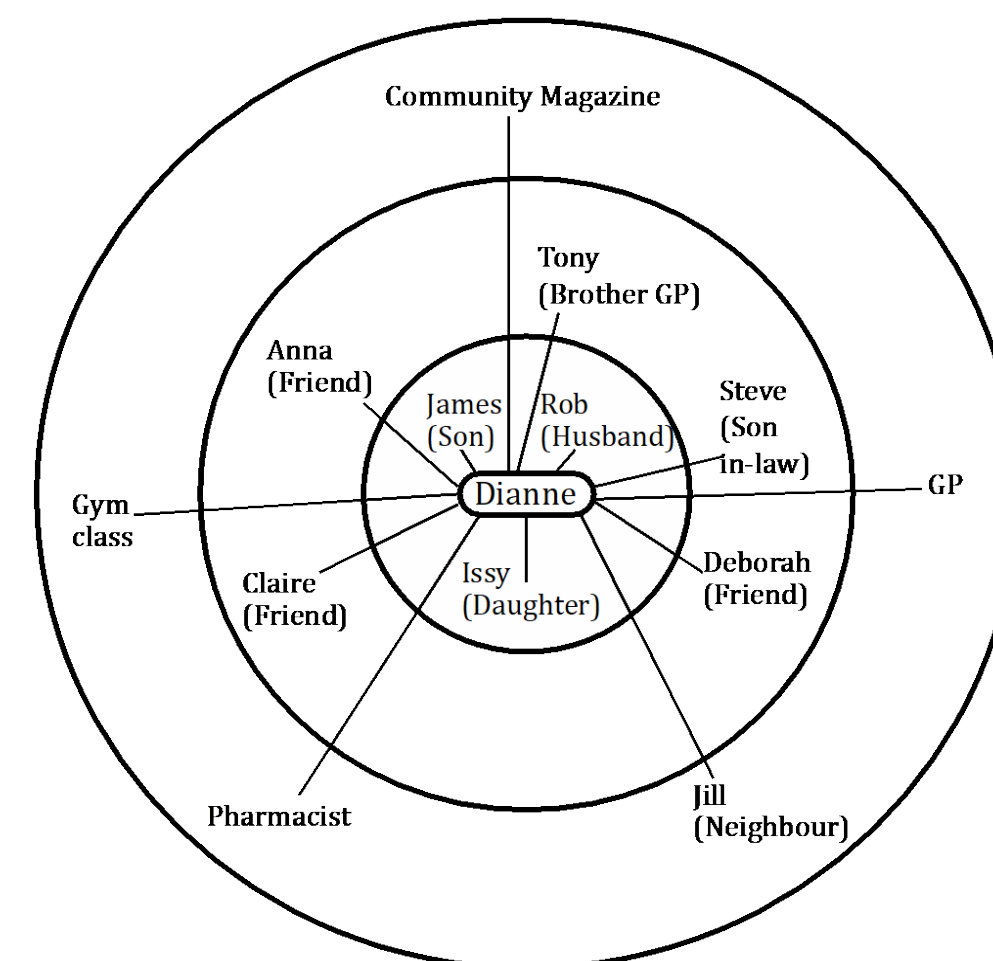 Community Magazine
Tony
(Brother GP)
Anna
(Friend)
James
(Son)
Rob
(Husband)
Steve
(Son
in-law)
Dianne
GP
Gym
class
Claire
(Friend)
Issy
(Daughter)
Deborah
(Friend)
Pharmacist
Jill
(Neighbour)